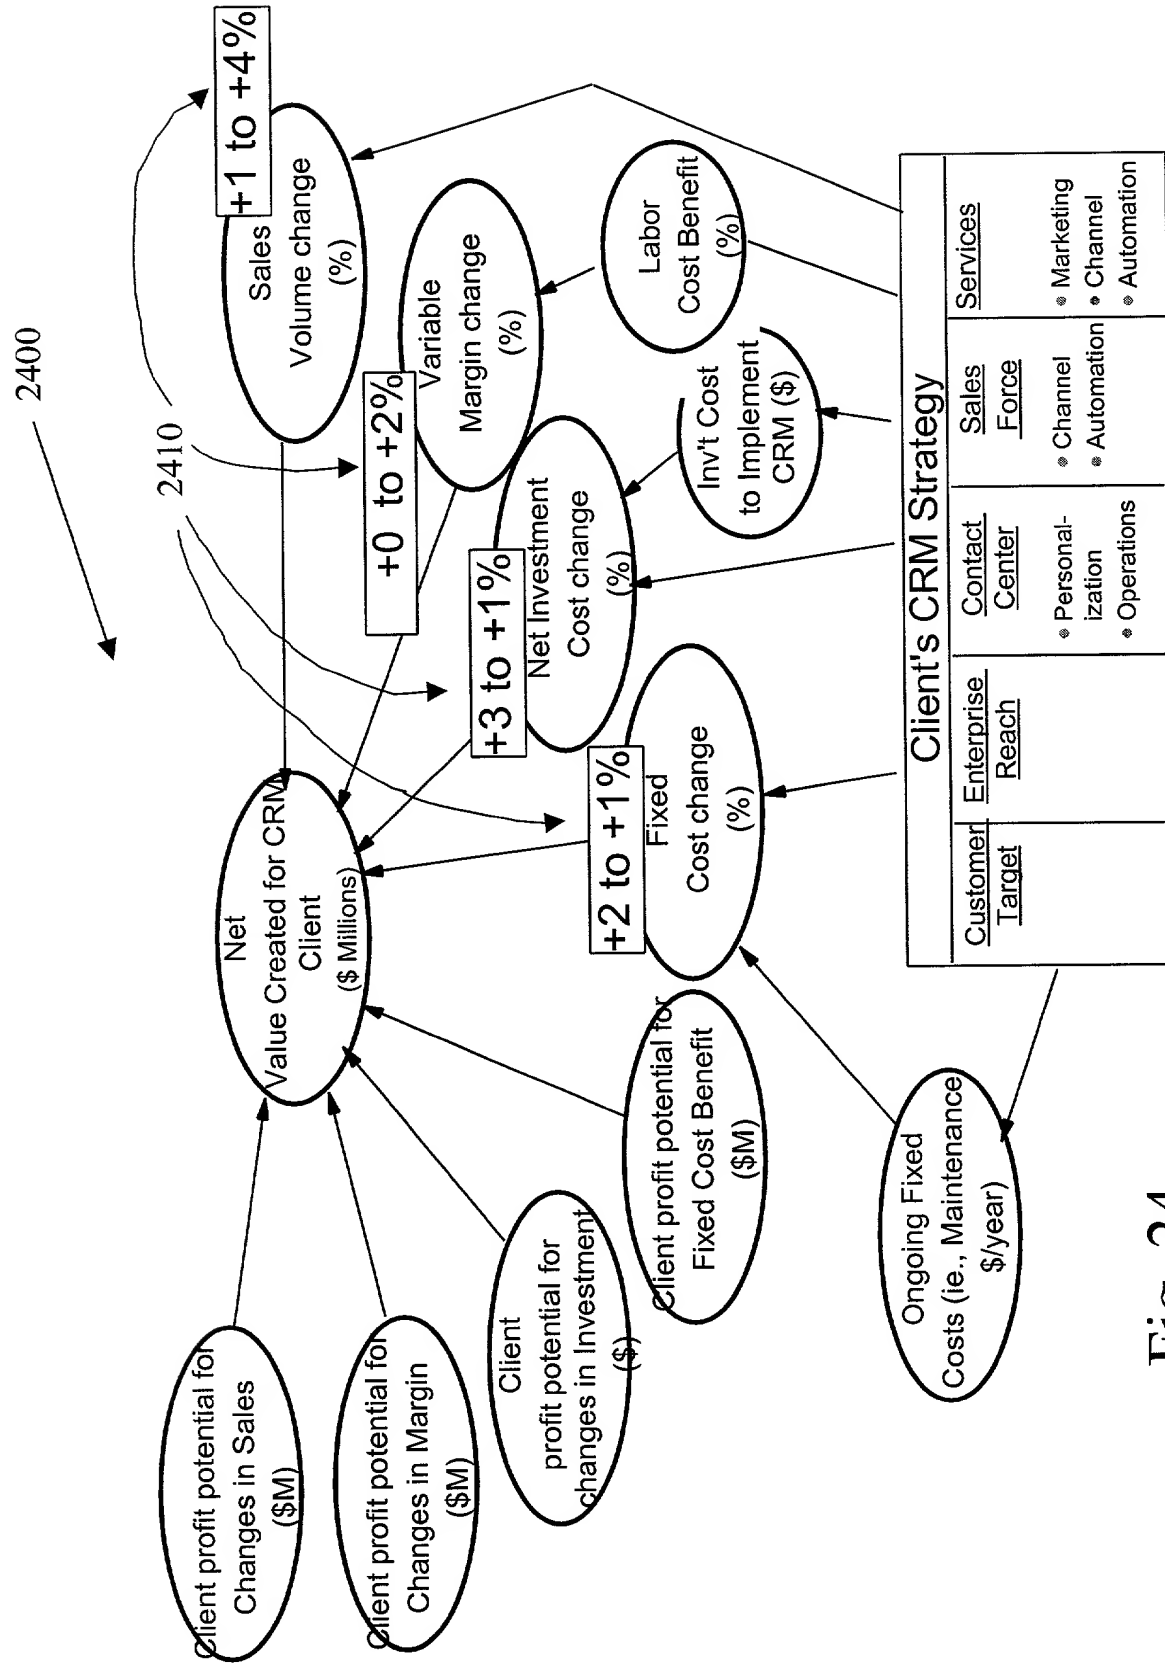 2400
2410
Net
Value Created for CRM
Client
($ Millions)
+1 to +4%
Sales
Volume change
(%)
+0 to +2%
Variable
Margin change
(%)
+3 to +1%
Net Investment
Cost change
(%)
+2 to +1%
Fixed
Cost change
(%)
Labor
Cost Benefit
(%)
Inv't Cost
to Implement
CRM ($)
Client profit potential for
Changes in Sales
($M)
Client profit potential for
Changes in Margin
($M)
Client
profit potential for
changes in Investment
($)
Client profit potential for
Fixed Cost Benefit
($M)
Ongoing Fixed
Costs (ie., Maintenance
$/year)
Client's CRM Strategy
Customer
Target
Enterprise
Reach
Contact
Center
• Personal-
ization
• Operations
Sales
Force
• Channel
• Automation
Services
• Marketing
• Channel
• Automation
Fig. 24